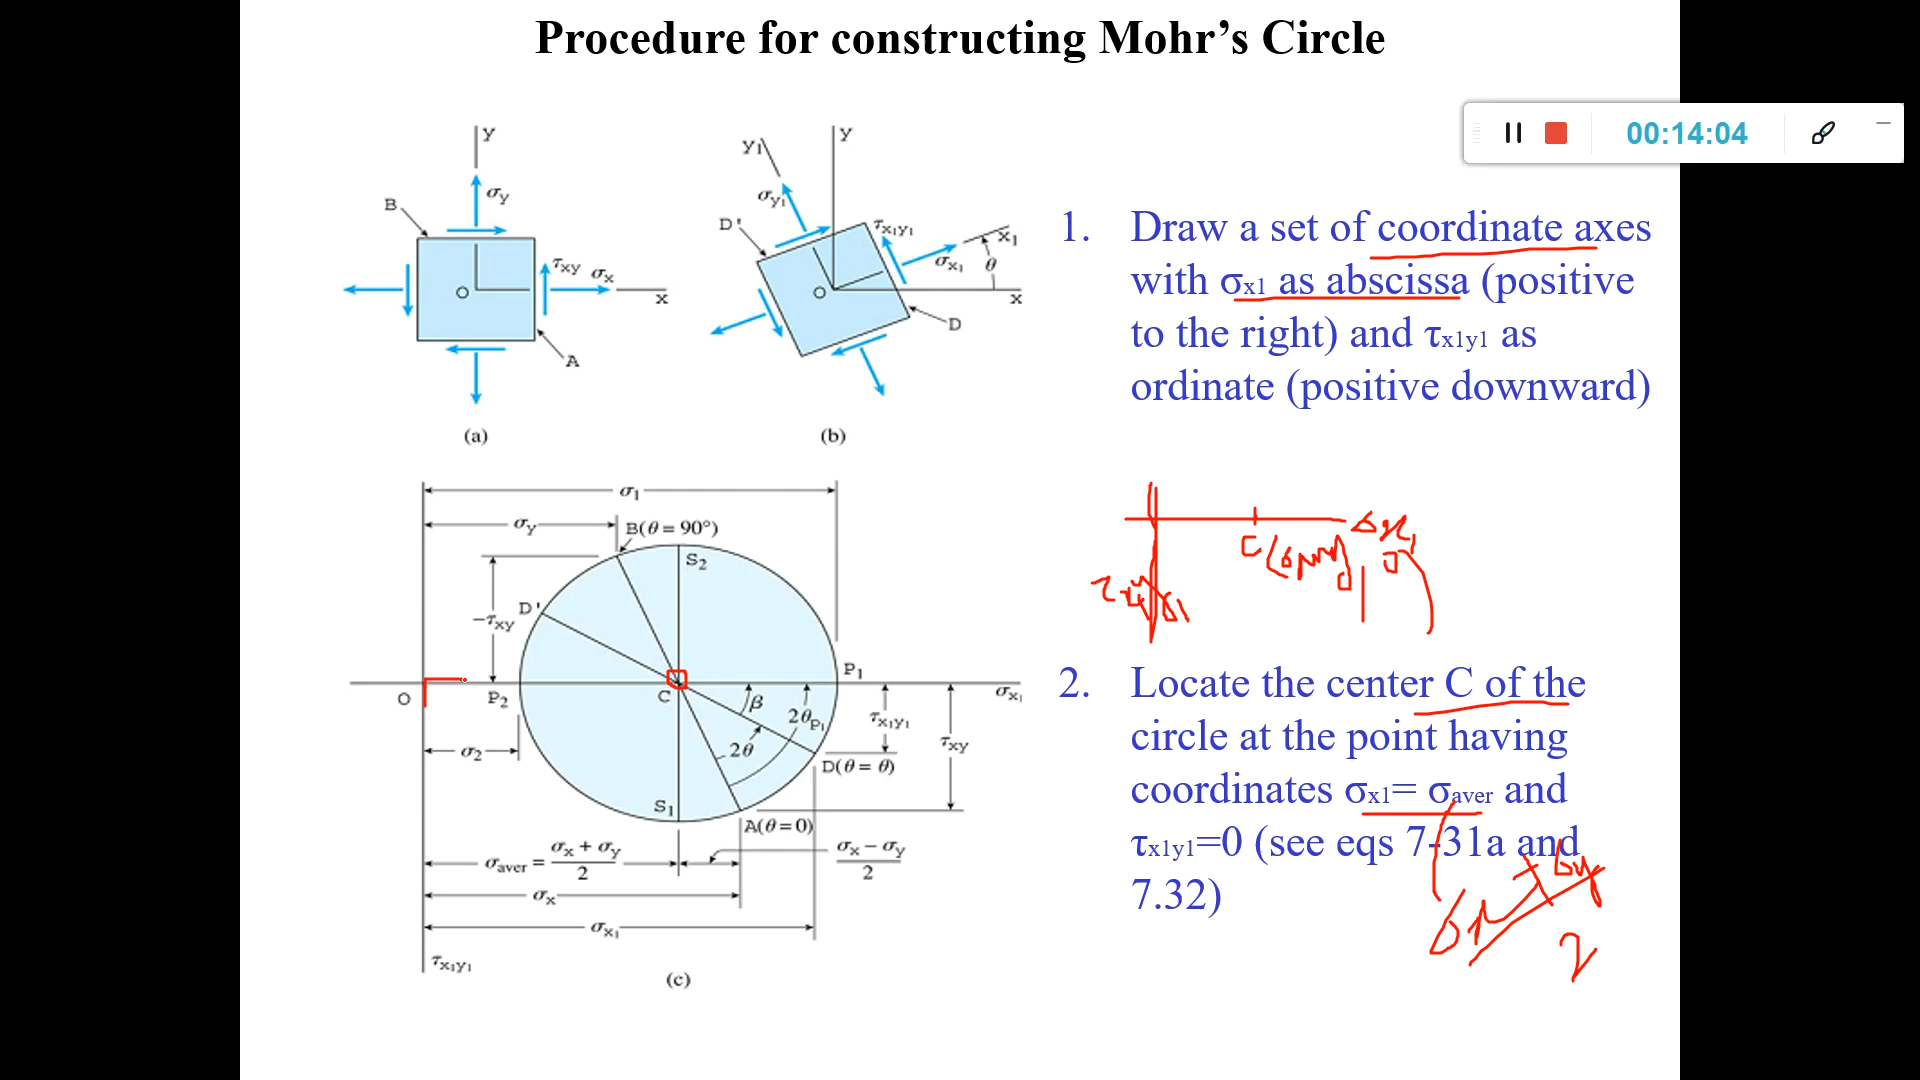 Procedure for constructing Mohr’s Circle
00:14:04
y
σy
B
τxy σx
O
x
A
(a)
y
y1
σy1
D'
τx1y1
x1
σx1
θ
O
x
D
(b)
1. Draw a set of coordinate axes
with σx1 as abscissa (positive
to the right) and τx1y1 as
ordinate (positive downward)
σ1
σy
B(θ = 90°)
S2
D'
−τxy
P1
O
P2
C
β
2θp1
τx1y1
σx1
τxy
σ2
2θ
D(θ = θ)
S1
A(θ=0)
σaver = σx + σy
2
σx − σy
2
σx
σx1
τx1y1
(c)
2. Locate the center C of the
circle at the point having
coordinates σx1= σaver and
τx1y1=0 (see eqs 7-31a and
7.32)
2